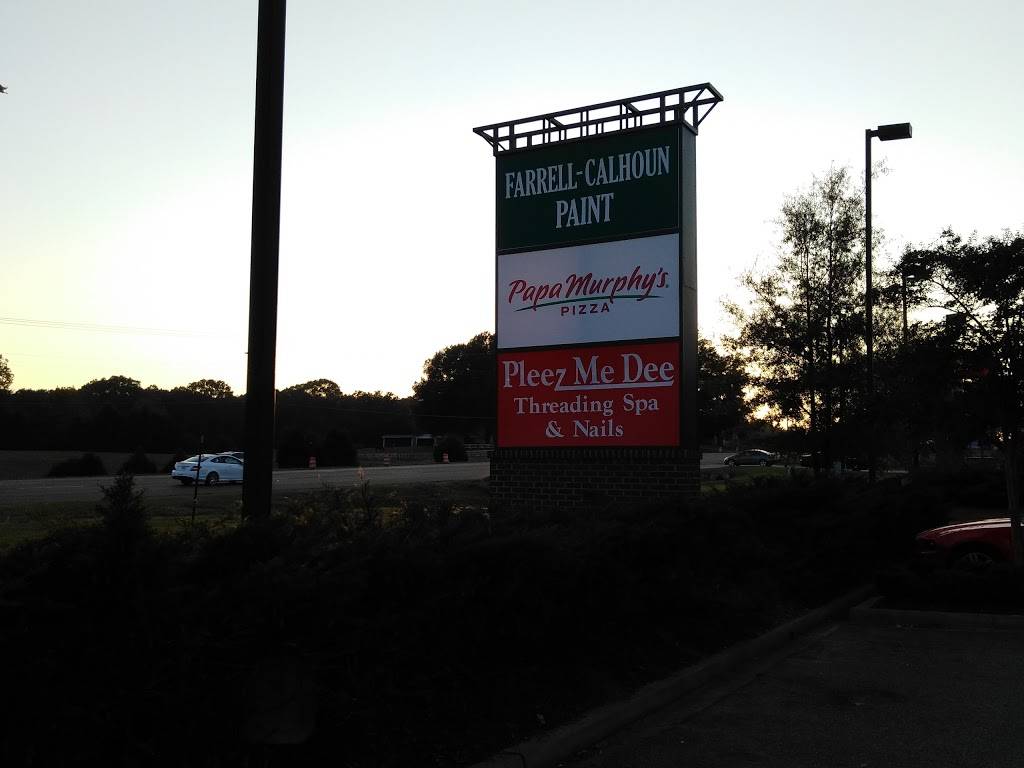 FARRELL-CALHOUN
PAINT
Papa Murphy's
PIZZA
Pleez Me Dee
Threading Spa
& Nails